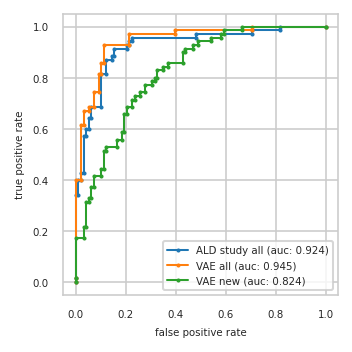 1.0
0.8
0.6
0.4
0.2
0.0
true positive rate
ALD study all (auc: 0.924)
VAE all (auc: 0.945)
VAE new (auc: 0.824)
0.0 0.2 0.4 0.6 0.8 1.0
false positive rate